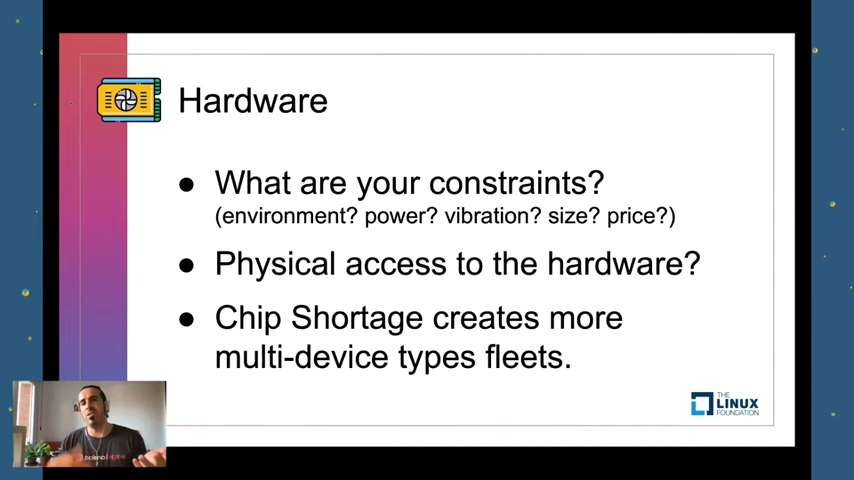 Hardware
● What are your constraints?
(environment? power? vibration? size? price?)
● Physical access to the hardware?
● Chip Shortage creates more
multi-device types fleets.
THE
LINUX
FOUNDATION